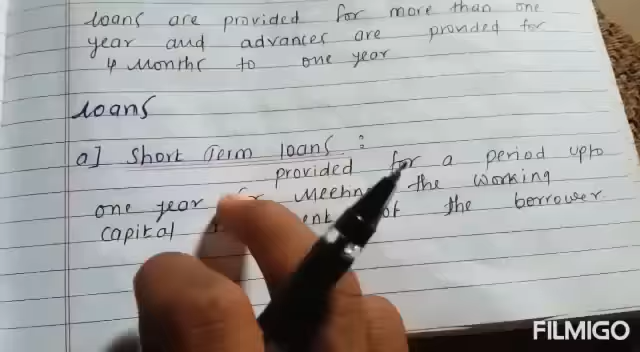 loans are provided for more than one
year and advances are provided for
4 Months to one year
loans
a] Short Term loans :
provided for a period upto
one year the working
capital of the borrower.
FILMIGO